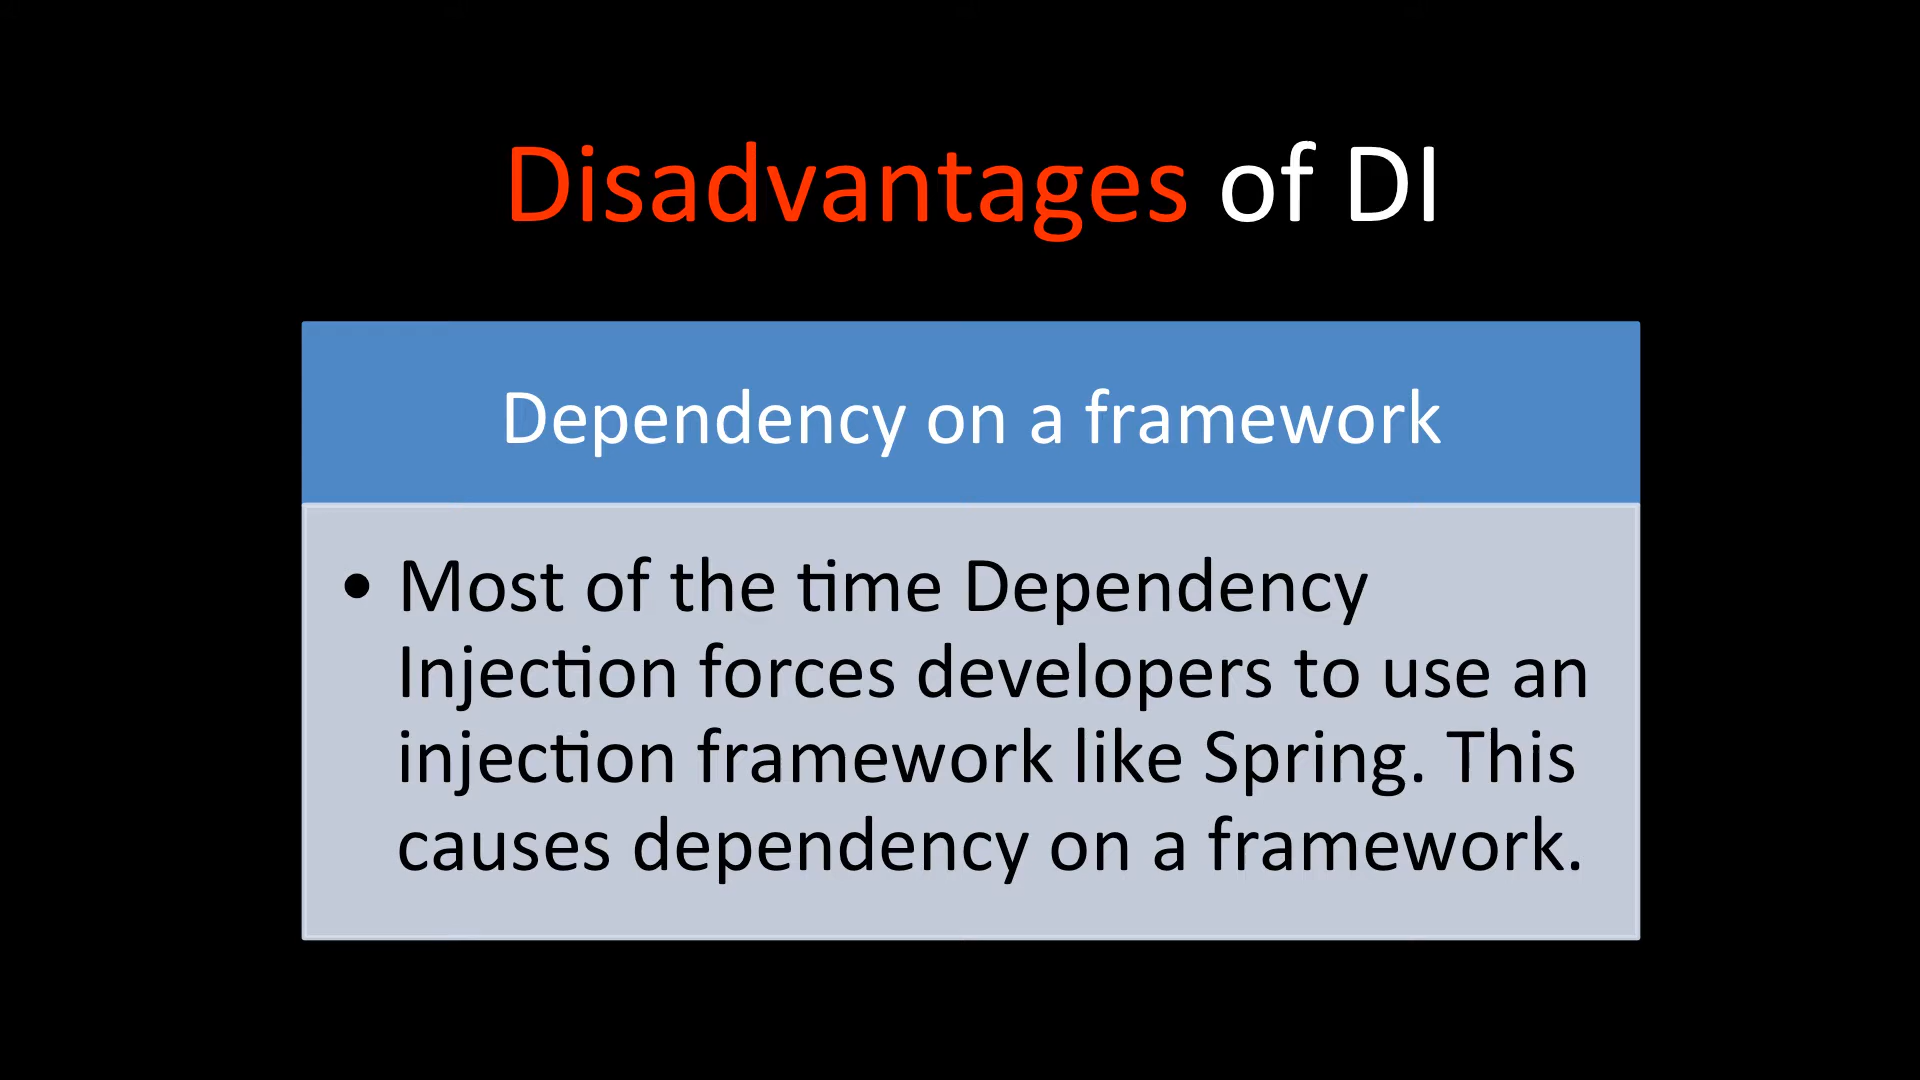 Disadvantages of DI
Dependency on a framework
• Most of the time Dependency
Injection forces developers to use an
injection framework like Spring. This
causes dependency on a framework.